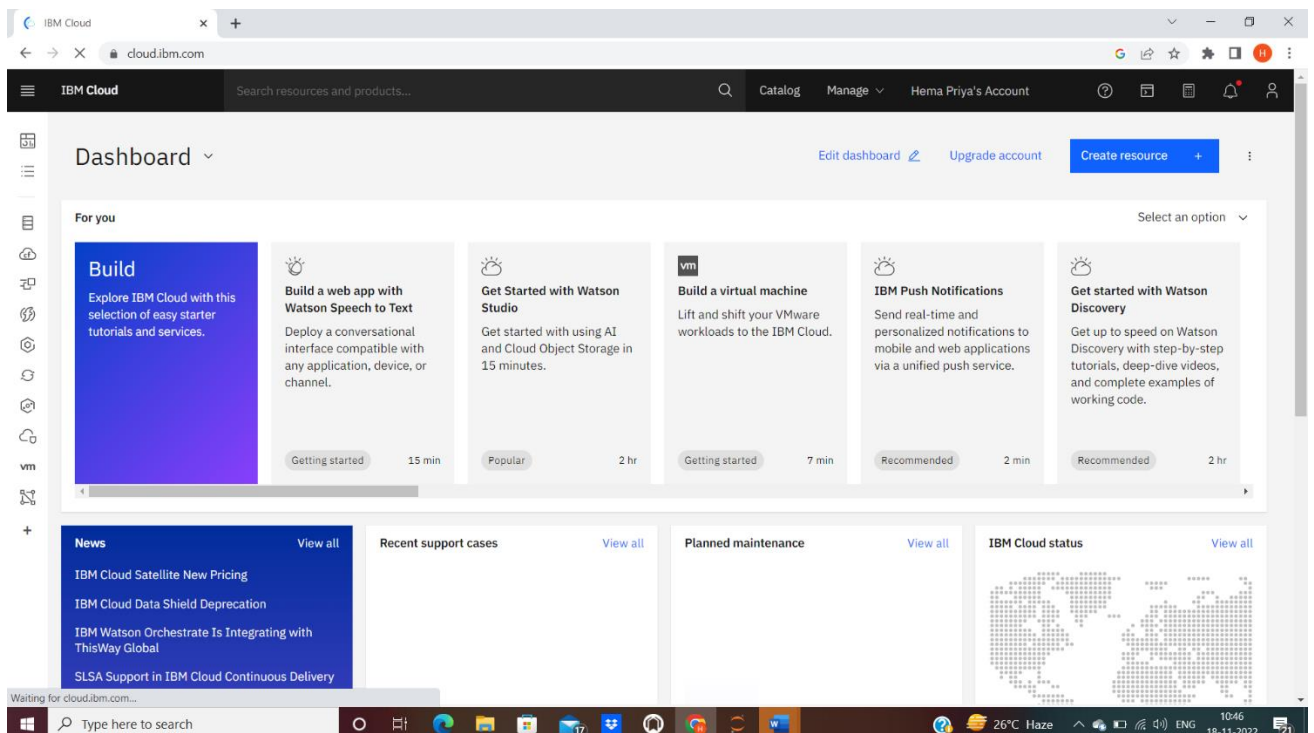 IBM Cloud
cloud.ibm.com
H
IBM Cloud
Search resources and products...
Catalog
Manage
Hema Priya's Account
Dashboard
Edit dashboard
Upgrade account
Create resource +
For you
Select an option
Build
Explore IBM Cloud with this
selection of easy starter
tutorials and services.
Build a web app with
Watson Speech to Text
Deploy a conversational
interface compatible with
any application, device, or
channel.
Getting started
15 min
Get Started with Watson
Studio
Get started with using AI
and Cloud Object Storage in
15 minutes.
Popular
2 hr
vm
Build a virtual machine
Lift and shift your VMware
workloads to the IBM Cloud.
Getting started
7 min
IBM Push Notifications
Send real-time and
personalized notifications to
mobile and web applications
via a unified push service.
Recommended
2 min
Get started with Watson
Discovery
Get up to speed on Watson
Discovery with step-by-step
tutorials, deep-dive videos,
and complete examples of
working code.
Recommended
2 hr
vm
News
View all
IBM Cloud Satellite New Pricing
IBM Cloud Data Shield Deprecation
IBM Watson Orchestrate Is Integrating with
ThisWay Global
SLSA Support in IBM Cloud Continuous Delivery
Recent support cases
View all
Planned maintenance
View all
IBM Cloud status
View all
Waiting for cloud.ibm.com...
Type here to search
17
26°C Haze
ENG
10:46
18-11-2022
21